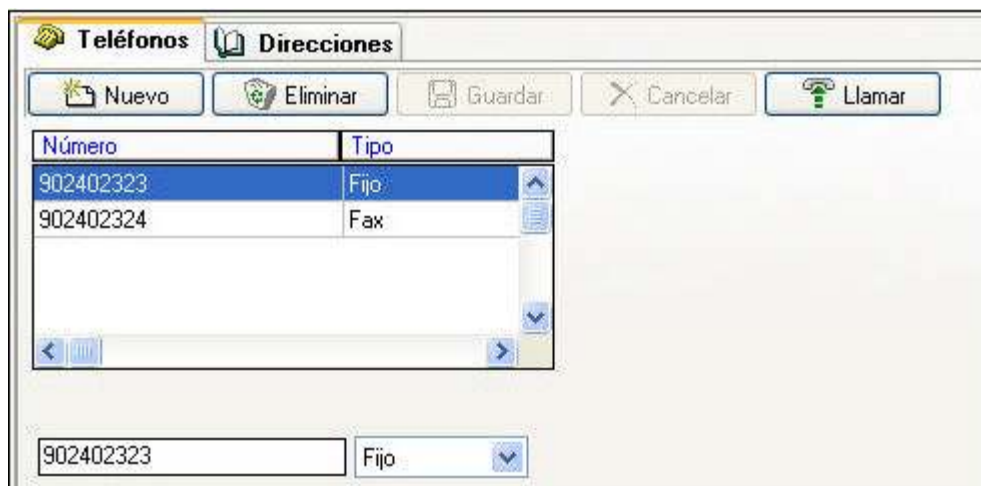 Teléfonos Direcciones
Nuevo Eliminar Guardar Cancelar Llamar
Número Tipo
902402323 Fijo
902402324 Fax
902402323 Fijo